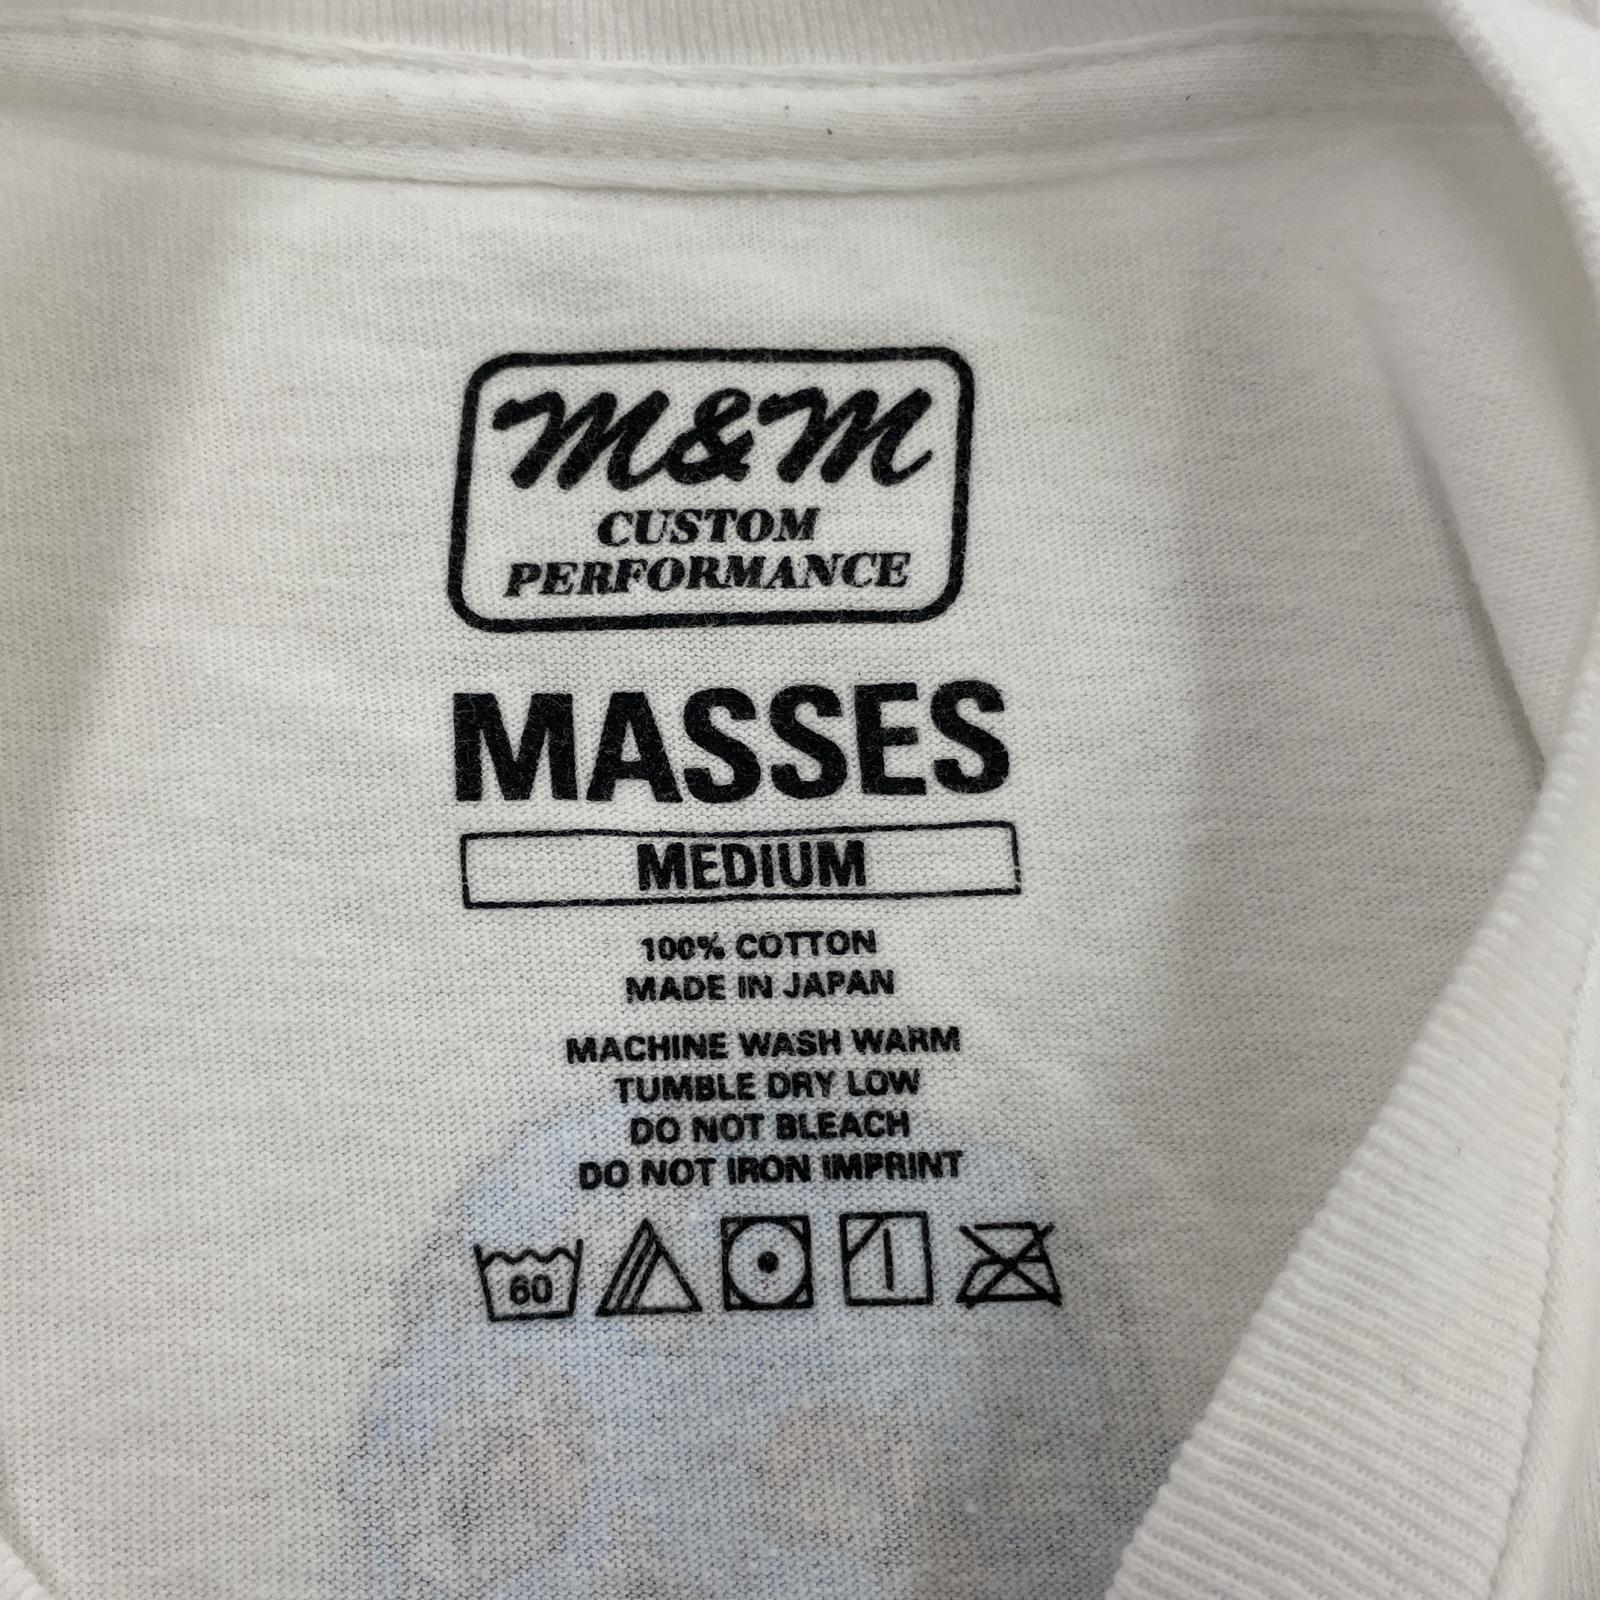 M&M
CUSTOM
PERFORMANCE
MASSES
MEDIUM
100% COTTON
MADE IN JAPAN
MACHINE WASH WARM
TUMBLE DRY LOW
DO NOT BLEACH
DO NOT IRON IMPRINT
60